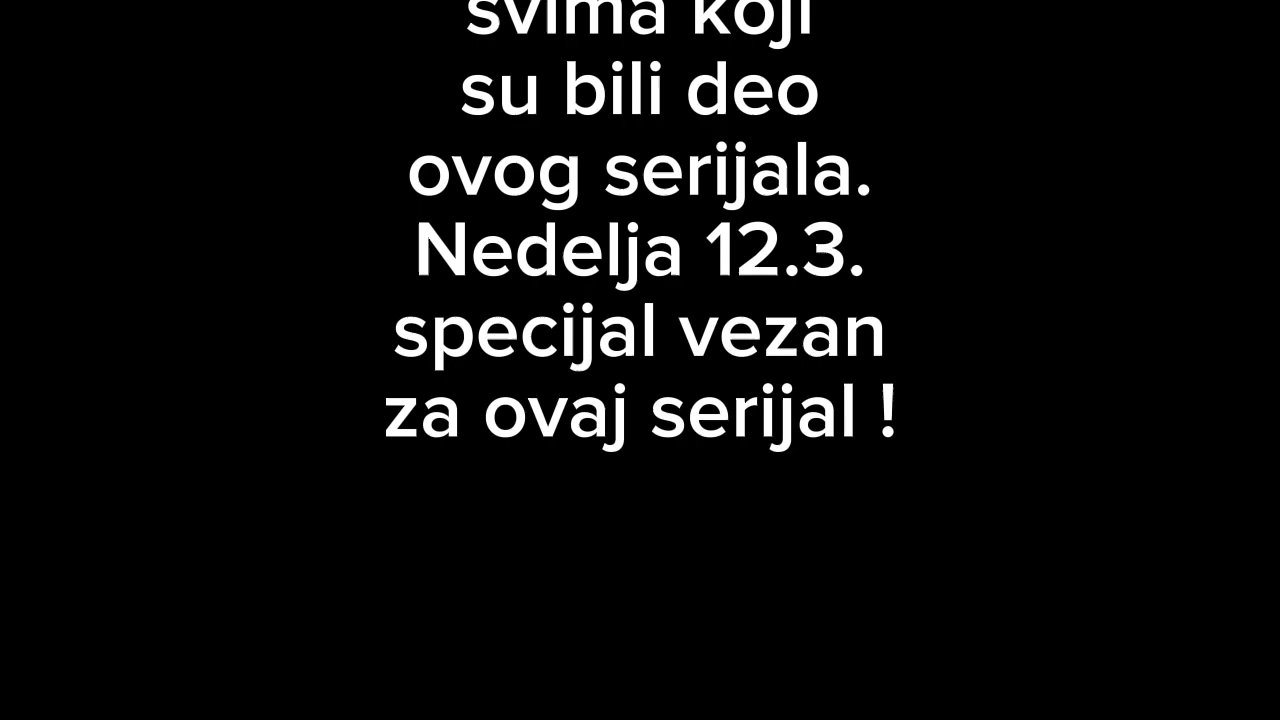 svima koji
su bili deo
ovog serijala.
Nedelja 12.3.
specijal vezan
za ovaj serijal !